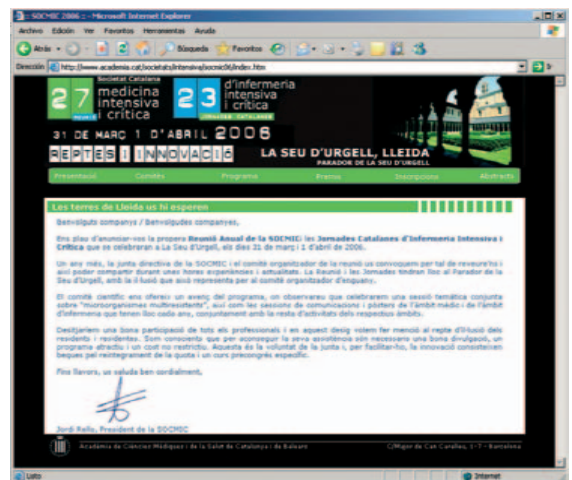 SOCMIC 2006 :: - Microsoft Internet Explorer
Archivo Edición Ver Favoritos Herramientas Ayuda
Atrás Búsqueda Favoritos
Dirección http://www.academia.cat/societats/intensiva/socmic06/index.htm
Societat Catalana
27 medicina intensiva i crítica
REUNIÓ
23 d'infermeria intensiva i crítica
JORNADES CATALANES
31 DE MARÇ 1 D'ABRIL 2006
REPTES I INNOVACIÓ
LA SEU D'URGELL, LLEIDA
PARADOR DE LA SEU D'URGELL
Presentació Comitès Programa Premis Inscripcions Abstracts
Les terres de Lleida us hi esperen
Benvolguts companys / Benvolgudes companyes,
Ens plau d'anunciar-vos la propera Reunió Anual de la SOCMIC i les Jornades Catalanes d'Infermeria Intensiva i
Crítica que se celebraran a La Seu d'Urgell, els dies 31 de març i 1 d'abril de 2006.
Un any més, la junta directiva de la SOCMIC i el comitè organitzador de la reunió us convoquem per tal de reveure'ns i
així poder compartir durant unes hores experiències i actualitats. La Reunió i les Jornades tindran lloc al Parador de la
Seu d'Urgell, amb la il·lusió que això representa per al comitè organitzador d'enguany.
El comitè científic ens ofereix un avenç del programa, on observareu que celebrarem una sessió temàtica conjunta
sobre "microorganismes multiresistents", així com les sessions de comunicacions i pòsters de l'àmbit mèdic i de l'àmbit
d'infermeria que tenen lloc cada any, conjuntament amb la resta d'activitats dels respectius àmbits.
Desitjaríem una bona participació de tots els professionals i en aquest desig volem fer menció al repte d'il·lusió dels
residents i residentes. Som conscients que per aconseguir la seva assistència són necessaris una bona divulgació, un
programa atractiu i un cost no restrictiu. Aquesta és la voluntat de la junta i, per facilitar-ho, la innovació consisteix en
beques pel reintegrament de la quota i un curs precongrés específic.
Fins llavors, us saluda ben cordialment,
Jordi Rello, President de la SOCMIC
Acadèmia de Ciències Mèdiques i de la Salut de Catalunya i de Balears C/Major de Can Caralleu, 1-7 - Barcelona
Listo Internet